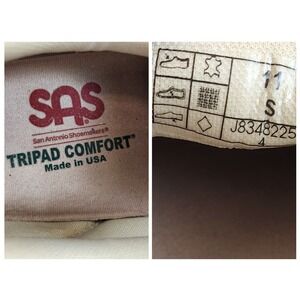 SAS
San Antonio Shoemakers®
TRIPAD COMFORT®
Made in USA
11
S
J8348225
4